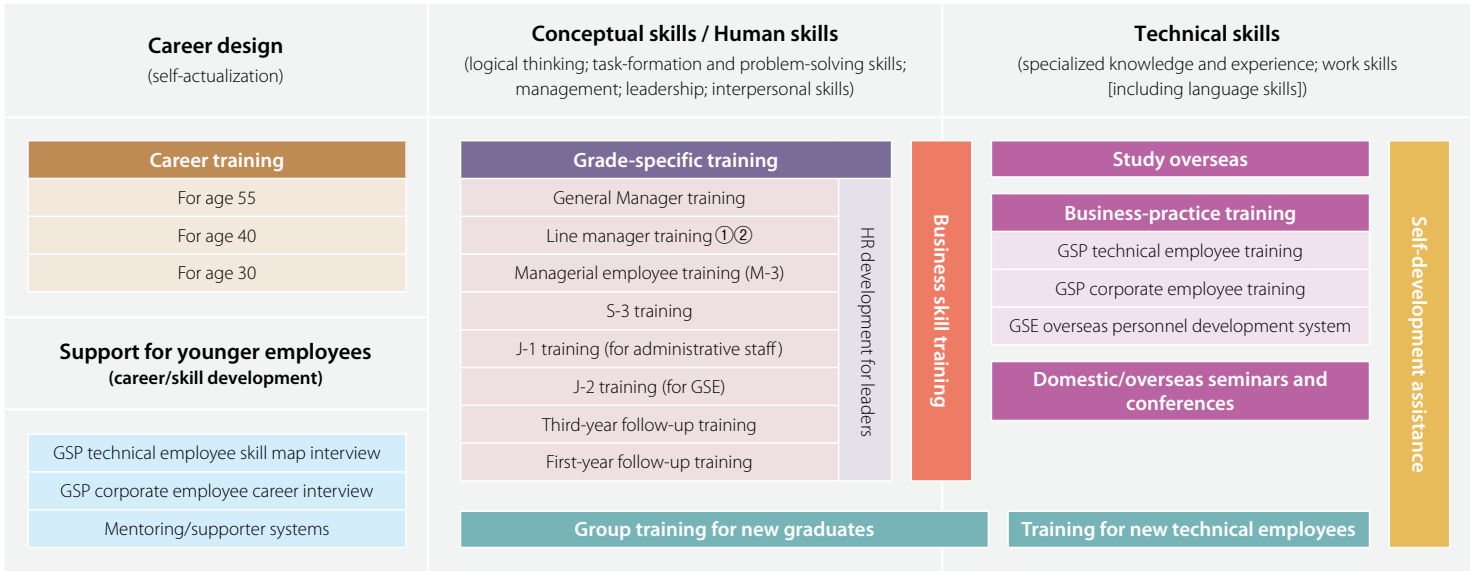 Career design
(self-actualization)
Career training
For age 55
For age 40
For age 30
Support for younger employees
(career/skill development)
GSP technical employee skill map interview
GSP corporate employee career interview
Mentoring/supporter systems
Conceptual skills / Human skills
(logical thinking; task-formation and problem-solving skills;
management; leadership; interpersonal skills)
Grade-specific training
General Manager training
Line manager training①②
Managerial employee training (M-3)
S-3 training
J-1 training (for administrative staff)
J-2 training (for GSE)
Third-year follow-up training
First-year follow-up training
HR development for leaders
Business skill training
Group training for new graduates
Technical skills
(specialized knowledge and experience; work skills
[including language skills])
Study overseas
Business-practice training
GSP technical employee training
GSP corporate employee training
GSE overseas personnel development system
Domestic/overseas seminars and
conferences
Training for new technical employees
Self-development assistance